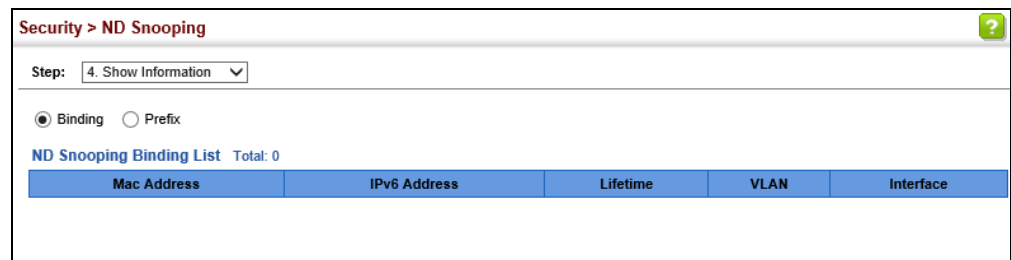 Security > ND Snooping
?
Step: 4. Show Information
Binding Prefix
ND Snooping Binding List Total: 0
Mac Address IPv6 Address Lifetime VLAN Interface